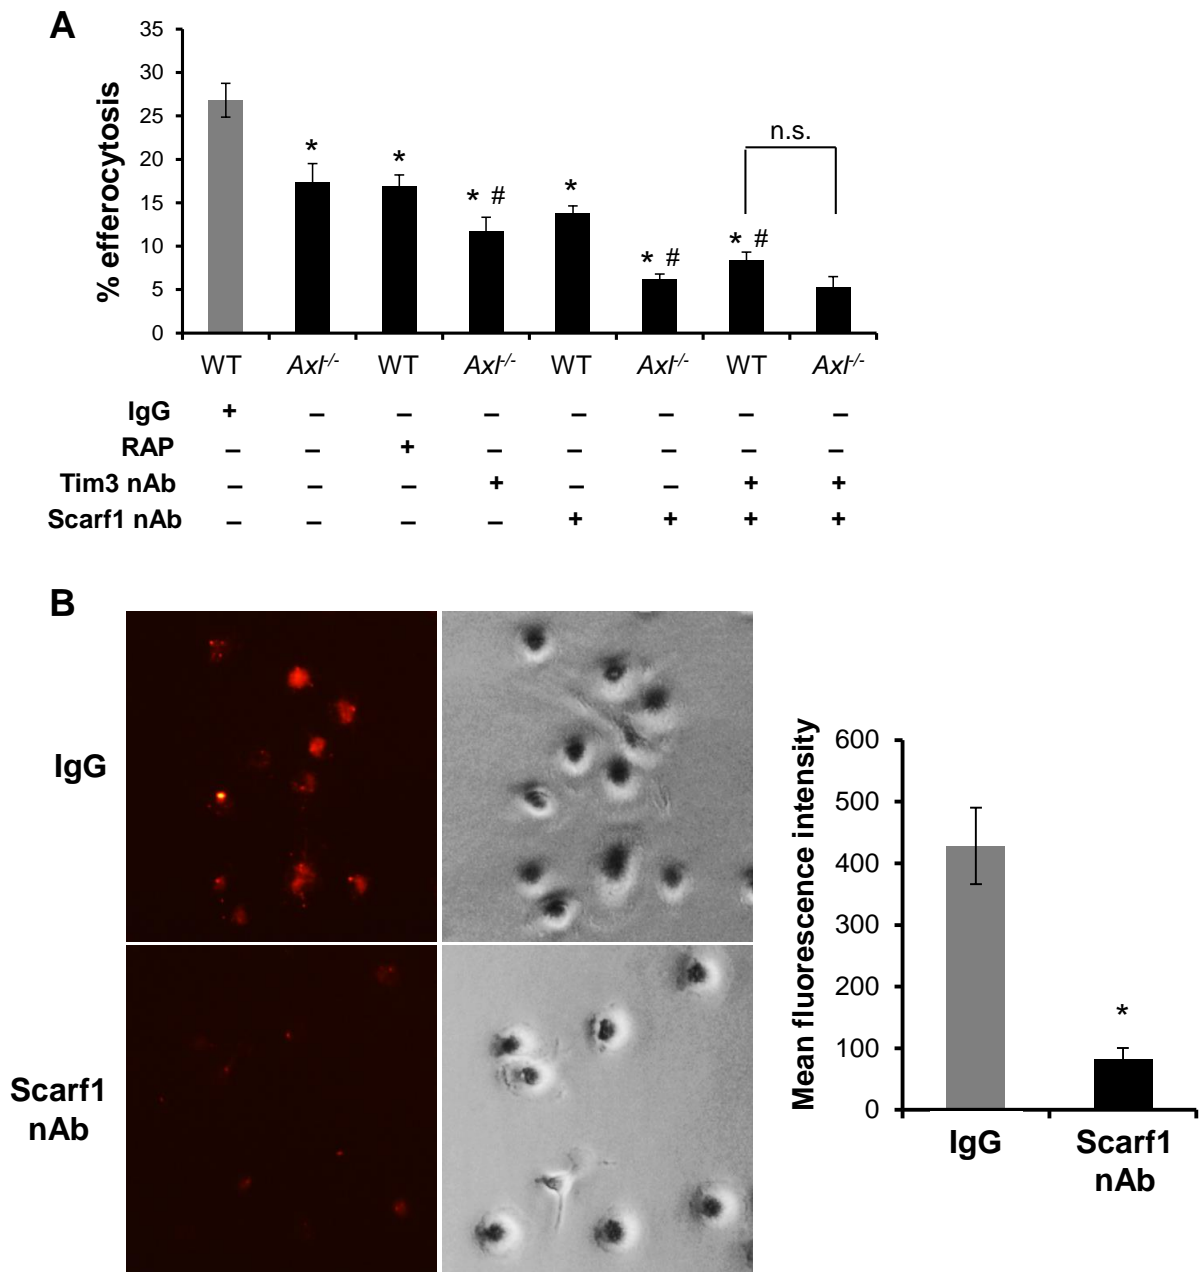 A
% efferocytosis
35
30
25
20
15
10
5
0
* * * # * * # * # n.s.
WT Axl-/- WT Axl-/- WT Axl-/- WT Axl-/-
IgG + – – – – – – –
RAP – – + – – – – –
Tim3 nAb – – – + – – + +
Scarf1 nAb – – – – + + + +
B
IgG
Scarf1
nAb
Mean fluorescence intensity
600
500
400
300
200
100
0
*
IgG Scarf1
nAb